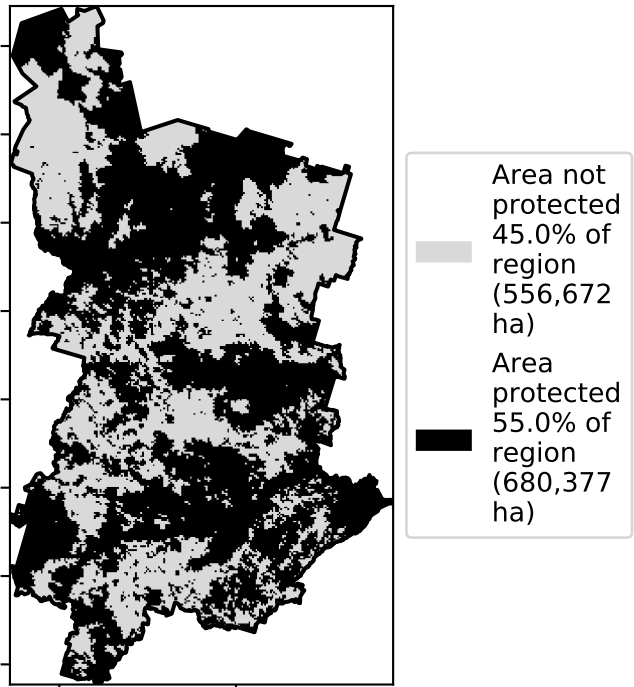 Area not
protected
45.0% of
region
(556,672
ha)
Area
protected
55.0% of
region
(680,377
ha)